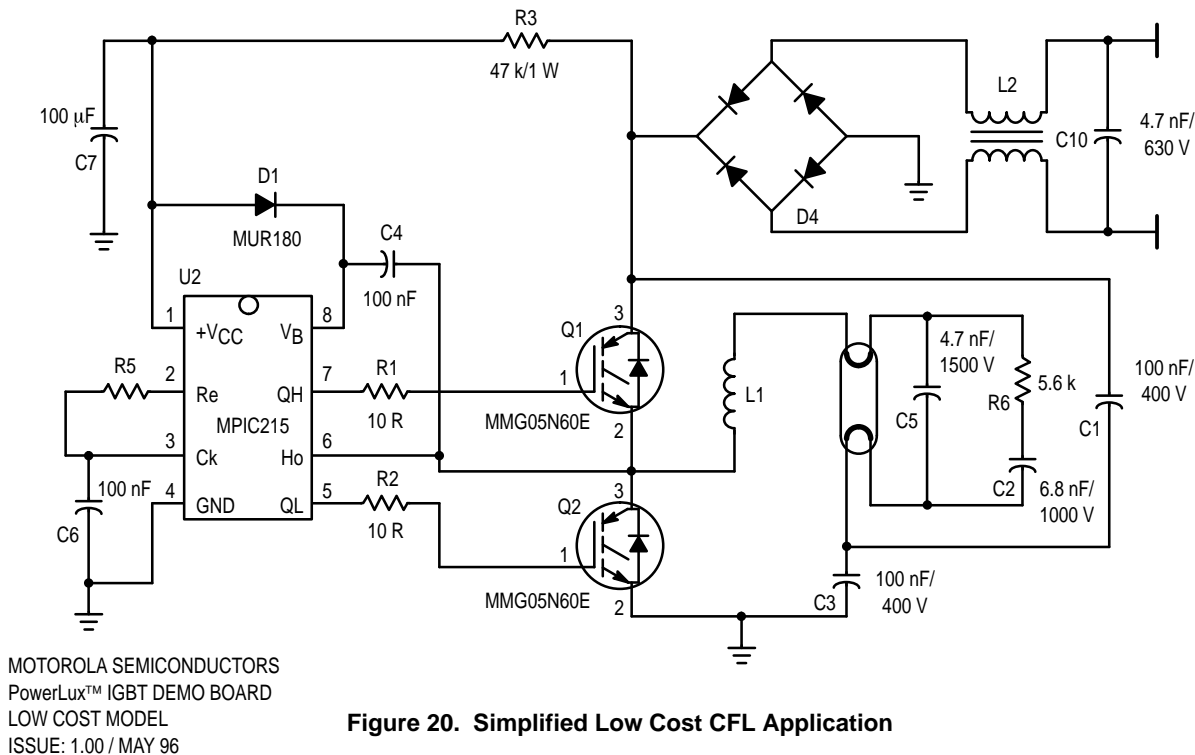 R3
47 k/1 W
100 μF
C7
D1
MUR180
C4
100 nF
L2
C10
4.7 nF/
630 V
D4
U2
1
+VCC
VB
8
2
Re
QH
7
MPIC215
3
Ck
Ho
6
4
GND
QL
5
R5
100 nF
C6
R1
10 R
R2
10 R
Q1
3
1
2
MMG05N60E
Q2
3
1
2
MMG05N60E
L1
4.7 nF/
1500 V
C5
5.6 k
R6
C2
6.8 nF/
1000 V
100 nF/
400 V
C1
100 nF/
400 V
C3
MOTOROLA SEMICONDUCTORS
PowerLux™ IGBT DEMO BOARD
LOW COST MODEL
ISSUE: 1.00 / MAY 96
Figure 20. Simplified Low Cost CFL Application